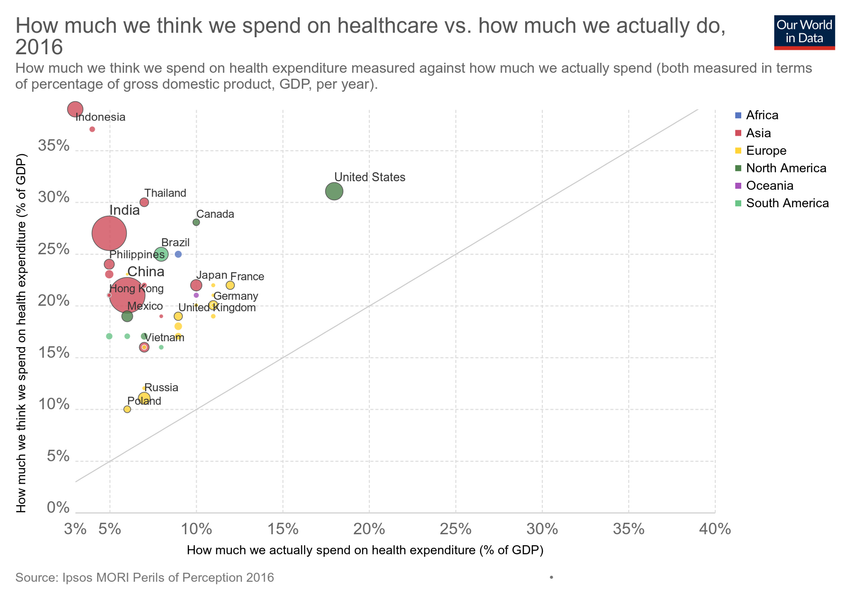 How much we think we spend on healthcare vs. how much we actually do,
2016
Our World
in Data
How much we think we spend on health expenditure measured against how much we actually spend (both measured in terms
of percentage of gross domestic product, GDP, per year).
How much we think we spend on health expenditure (% of GDP)
35%
30%
25%
20%
15%
10%
5%
0%
Indonesia
Thailand
United States
India
Canada
Brazil
Philippines
China
Japan
France
Hong Kong
Germany
Mexico
United Kingdom
Vietnam
Russia
Poland
Africa
Asia
Europe
North America
Oceania
South America
3%
5%
10%
15%
20%
25%
30%
35%
40%
How much we actually spend on health expenditure (% of GDP)
Source: Ipsos MORI Perils of Perception 2016